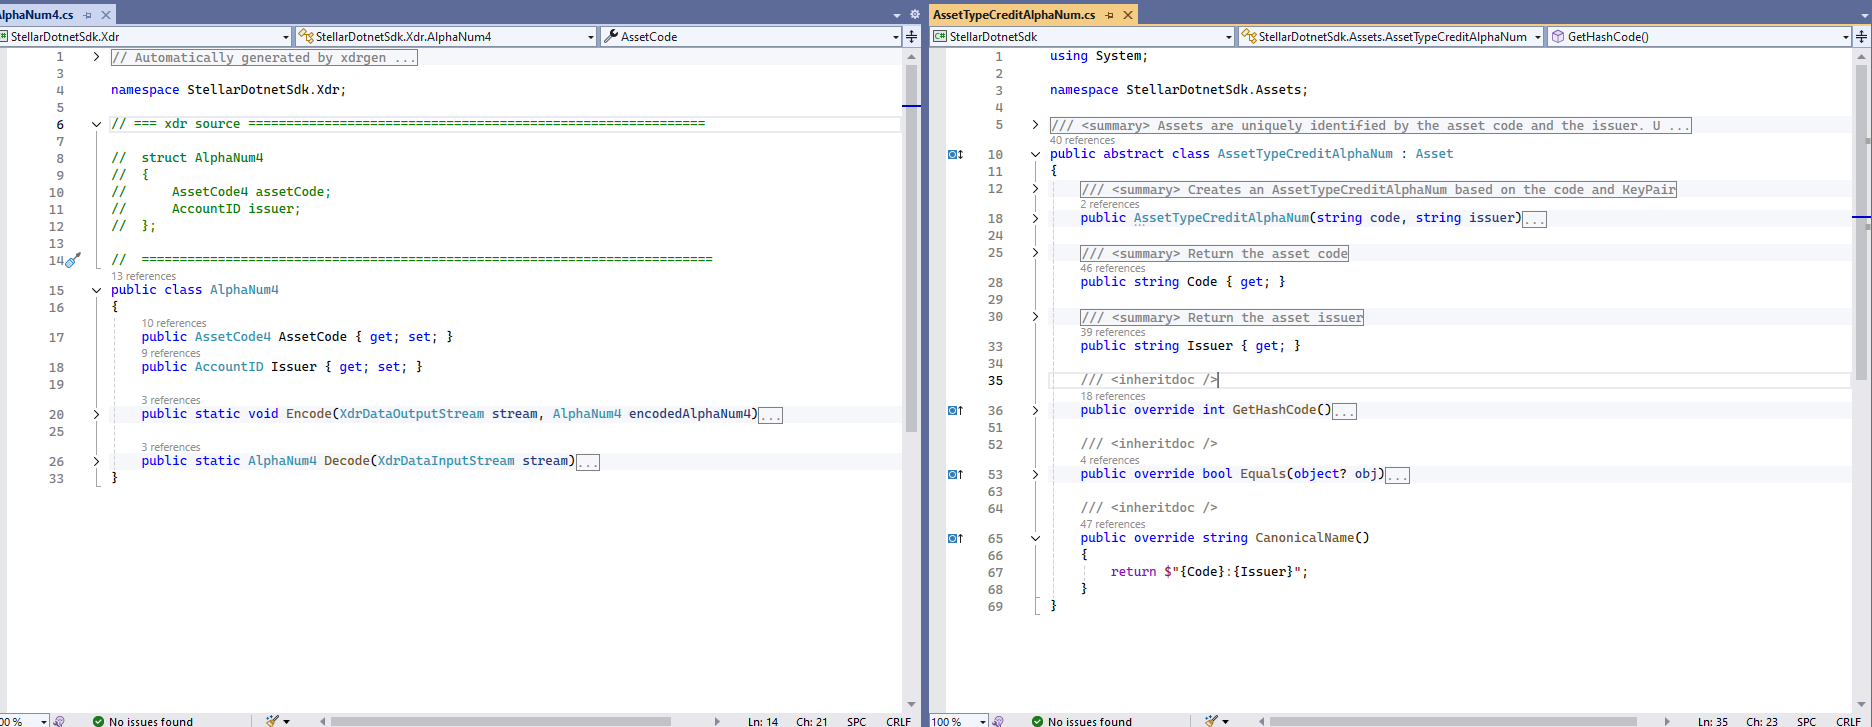 AlphaNum4.cs
StellarDotnetSdk.Xdr
StellarDotnetSdk.Xdr.AlphaNum4
AssetCode
1 // Automatically generated by xdrgen ...
3
4 namespace StellarDotnetSdk.Xdr;
5
6 // === xdr source ============================================================
7
8 // struct AlphaNum4
9 // {
10 // AssetCode4 assetCode;
11 // AccountID issuer;
12 // };
13
14 // ===========================================================================
13 references
15 public class AlphaNum4
16 {
10 references
17 public AssetCode4 AssetCode { get; set; }
9 references
18 public AccountID Issuer { get; set; }
19
3 references
20 public static void Encode(XdrDataOutputStream stream, AlphaNum4 encodedAlphaNum4)...
25
3 references
26 public static AlphaNum4 Decode(XdrDataInputStream stream)...
33 }
00 %
No issues found
Ln: 14 Ch: 21 SPC CRLF
AssetTypeCreditAlphaNum.cs
C# StellarDotnetSdk
StellarDotnetSdk.Assets.AssetTypeCreditAlphaNum
GetHashCode()
1 using System;
2
3 namespace StellarDotnetSdk.Assets;
4
5 /// <summary> Assets are uniquely identified by the asset code and the issuer. U ...
40 references
10 public abstract class AssetTypeCreditAlphaNum : Asset
11 {
12 /// <summary> Creates an AssetTypeCreditAlphaNum based on the code and KeyPair
2 references
18 public AssetTypeCreditAlphaNum(string code, string issuer)...
24
25 /// <summary> Return the asset code
46 references
28 public string Code { get; }
29
30 /// <summary> Return the asset issuer
39 references
33 public string Issuer { get; }
34
35 /// <inheritdoc />
18 references
36 public override int GetHashCode()...
51
52 /// <inheritdoc />
4 references
53 public override bool Equals(object? obj)...
63
64 /// <inheritdoc />
47 references
65 public override string CanonicalName()
66 {
67 return $"{Code}:{Issuer}";
68 }
69 }
100 %
No issues found
Ln: 35 Ch: 23 SPC CRLF